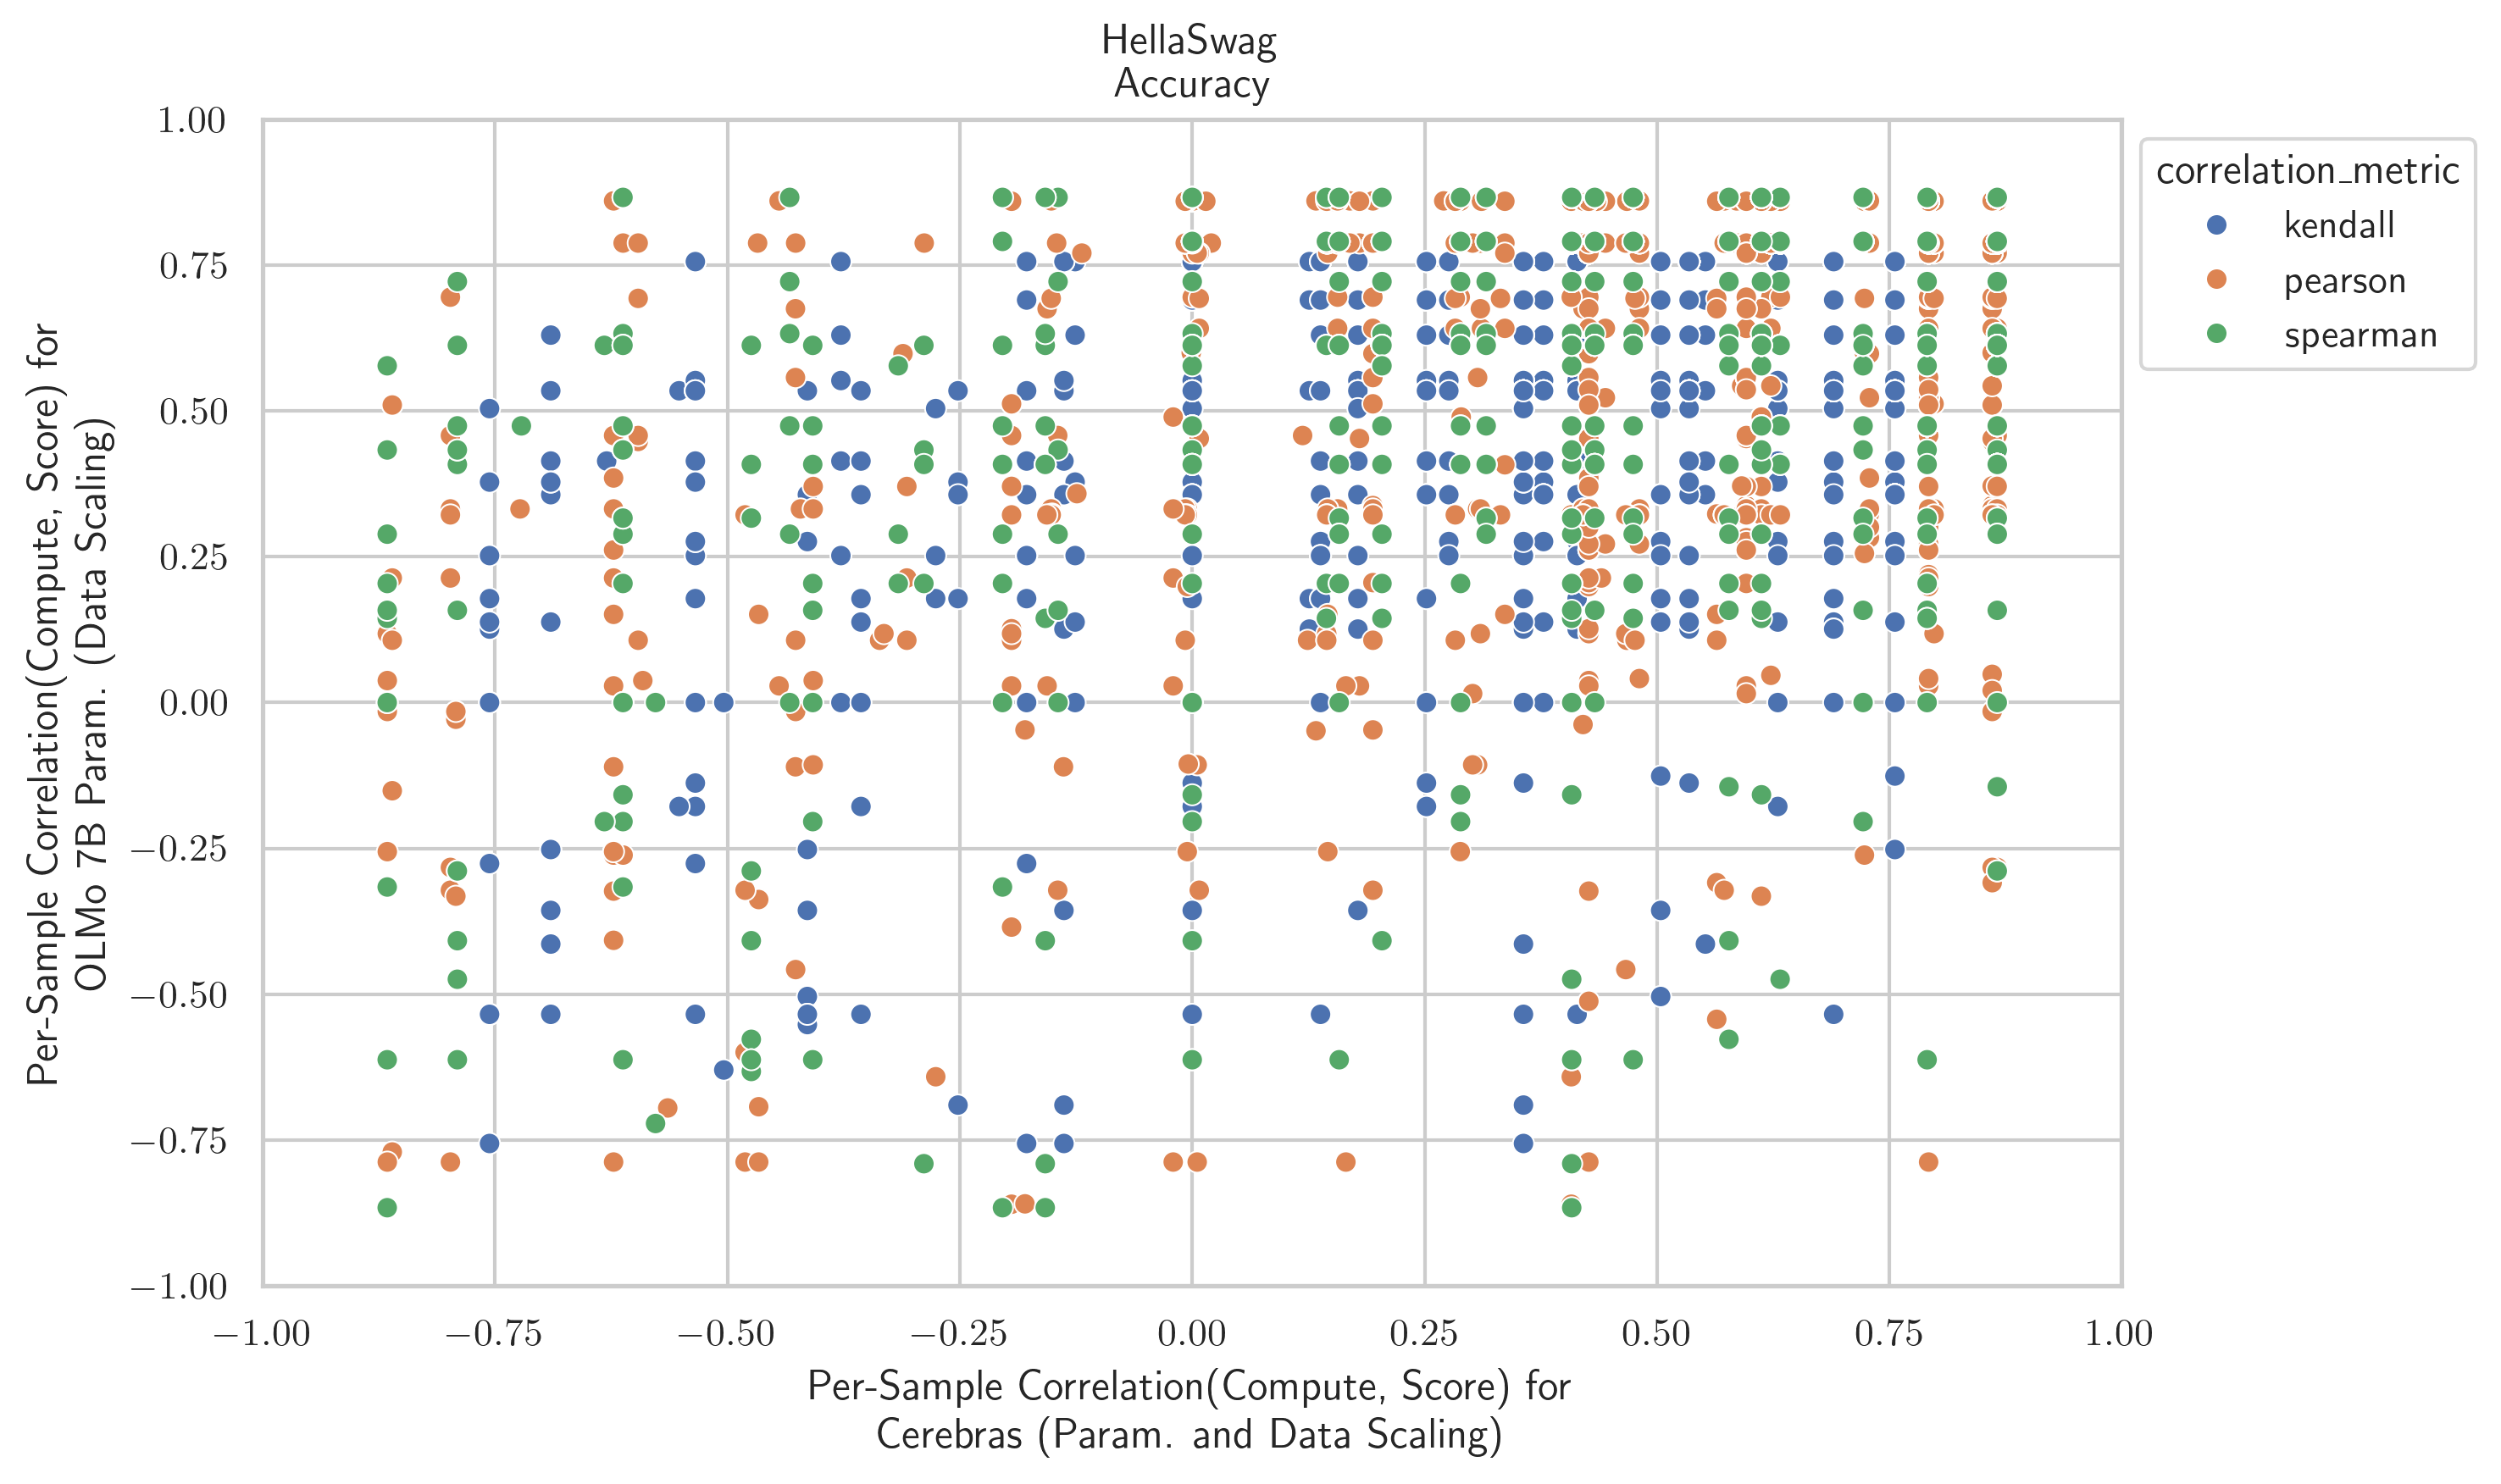 HellaSwag
Accuracy
1.00
0.75
0.50
0.25
0.00
−0.25
−0.50
−0.75
−1.00
Per-Sample Correlation(Compute, Score) for
OLMo 7B Param. (Data Scaling)
correlation_metric
kendall
pearson
spearman
−1.00 −0.75 −0.50 −0.25 0.00 0.25 0.50 0.75 1.00
Per-Sample Correlation(Compute, Score) for
Cerebras (Param. and Data Scaling)